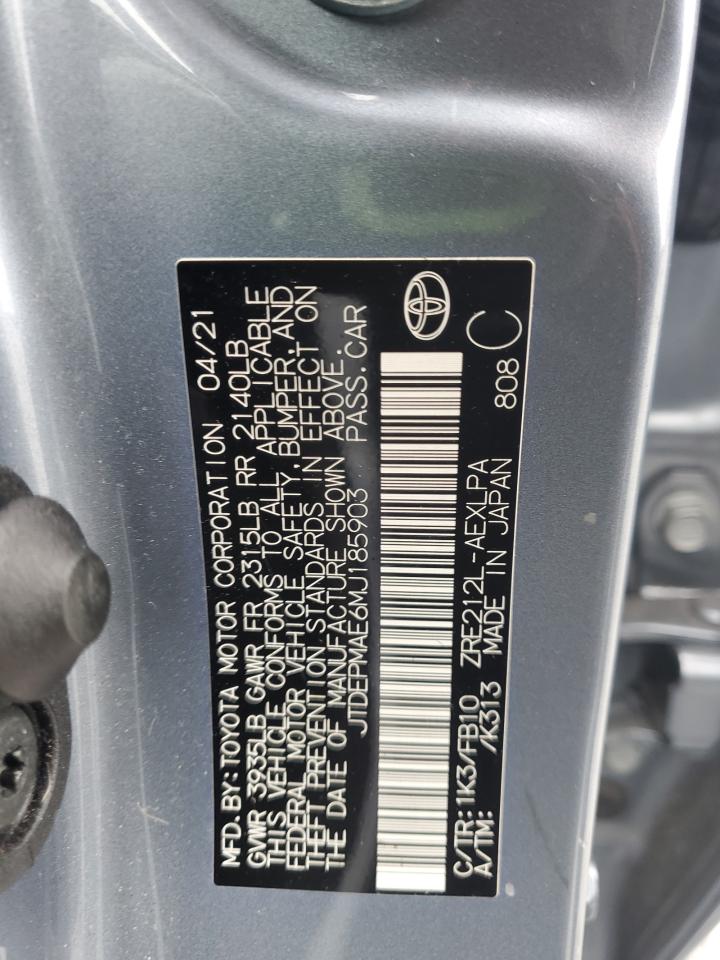 MFD.BY:TOYOTA MOTOR CORPORATION 04/21
GVWR 3935LB GAWR FR 2315LB RR 2140LB
THIS VEHICLE CONFORMS TO ALL APPLICABLE
FEDERAL MOTOR VEHICLE SAFETY,BUMPER,AND
THEFT PREVENTION STANDARDS IN EFFECT ON
THE DATE OF MANUFACTURE SHOWN ABOVE.
JTDEPMAE6MJ185903 PASS.CAR
C/TR:1K3/FB10 ZRE212L-AEXLPA 808 C
A/TM: /K313 MADE IN JAPAN